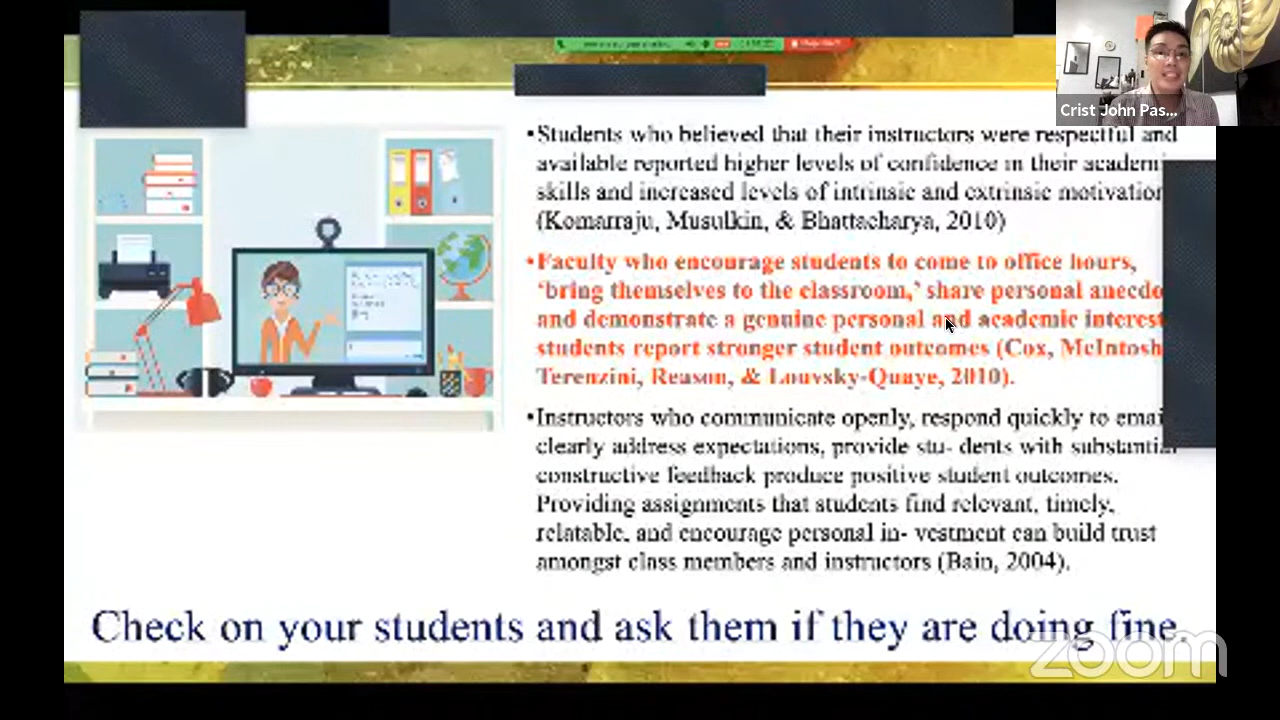 Crist John Pas...
•Students who believed that their instructors were respectful and
available reported higher levels of confidence in their academi
skills and increased levels of intrinsic and extrinsic motivation
(Komarraju, Musulkin, & Bhattacharya, 2010)
•Faculty who encourage students to come to office hours,
‘bring themselves to the classroom,’ share personal anecdo
and demonstrate a genuine personal and academic interest
students report stronger student outcomes (Cox, McIntosh
Terenzini, Reason, & Louvsky-Quaye, 2010).
•Instructors who communicate openly, respond quickly to emai
clearly address expectations, provide stu- dents with substantia
constructive feedback produce positive student outcomes.
Providing assignments that students find relevant, timely,
relatable, and encourage personal in- vestment can build trust
amongst class members and instructors (Bain, 2004).
Check on your students and ask them if they are doing fine.
zoom